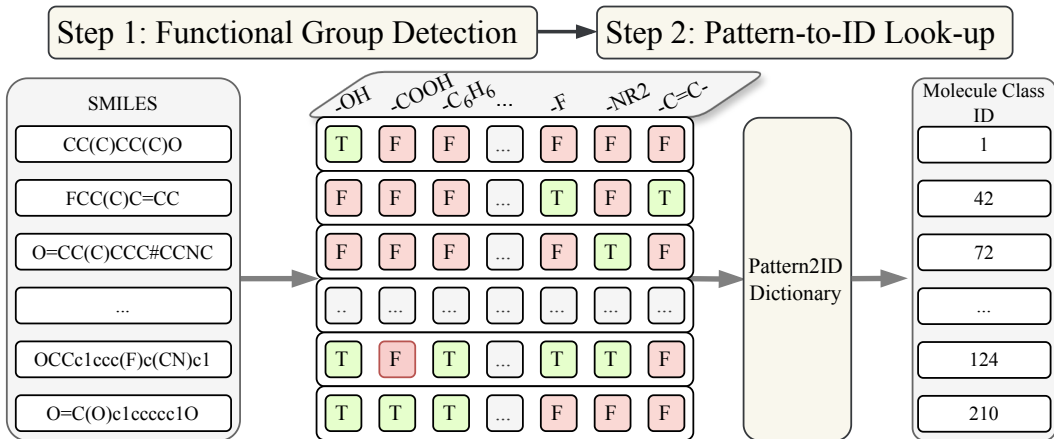 Step 1: Functional Group Detection
Step 2: Pattern-to-ID Look-up
SMILES
CC(C)CC(C)O
FCC(C)C=CC
O=CC(C)CCC#CCNC
...
OCCc1ccc(F)c(CN)c1
O=C(O)c1ccccc1O
-OH -COOH -C6H6 ... -F -NR2 -C=C-
T F F ... F F F
F F F ... T F T
F F F ... F T F
.. ... ... ... ... ... ...
T F T ... T T F
T T T ... F F F
Pattern2ID
Dictionary
Molecule Class
ID
1
42
72
...
124
210